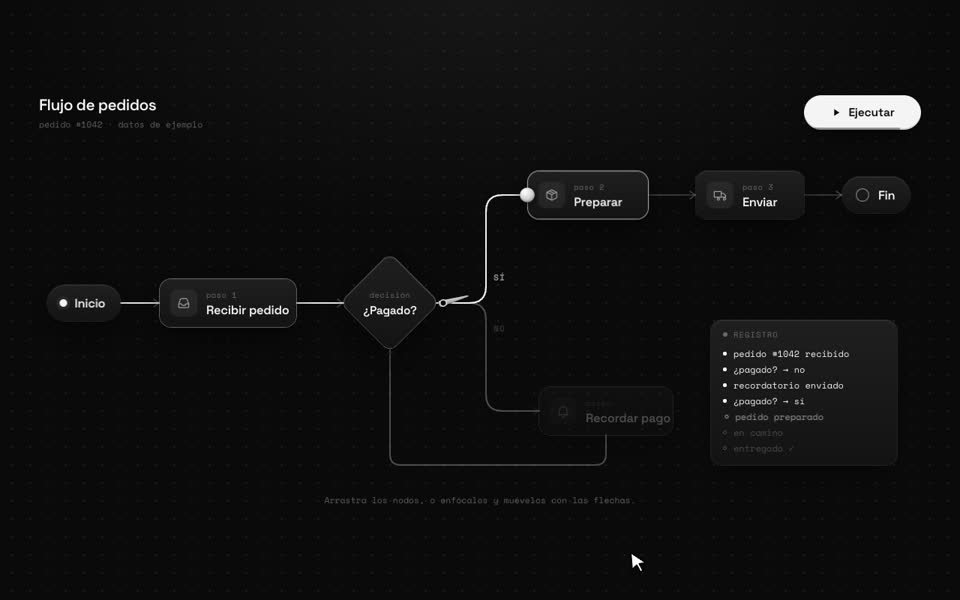 Flujo de pedidos
pedido #1042 · datos de ejemplo
Ejecutar
paso 2
Preparar
paso 3
Enviar
Fin
SÍ
Inicio
paso 1
Recibir pedido
decisión
¿Pagado?
NO
Recordar pago
REGISTRO
pedido #1042 recibido
¿pagado? → no
recordatorio enviado
¿pagado? → sí
pedido preparado
en camino
entregado ✓
Arrastra los nodos, o enfócalos y muévelos con las flechas.